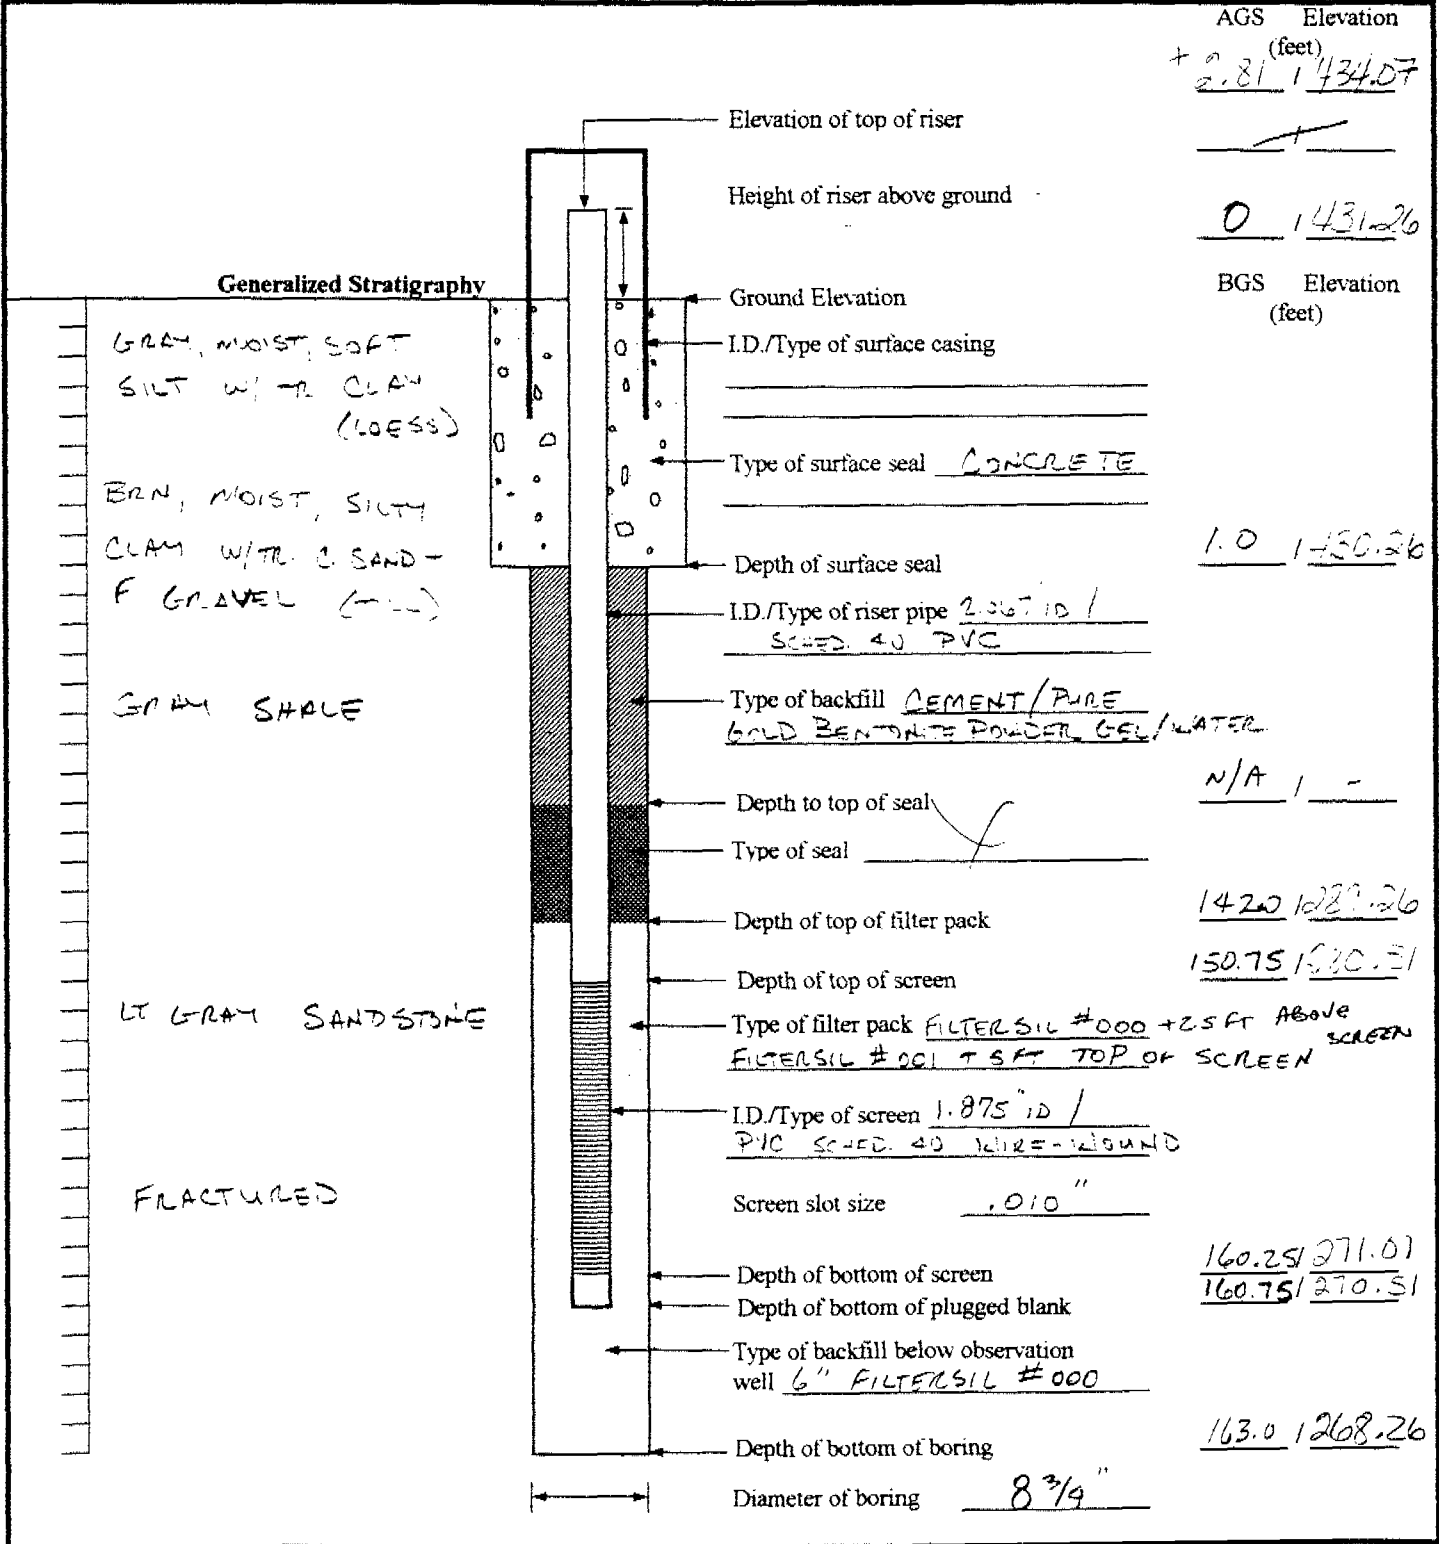 AGS Elevation
(feet)
+ 2.81 / 434.07
Elevation of top of riser
Height of riser above ground
0 / 431.26
Generalized Stratigraphy
Ground Elevation
BGS Elevation
(feet)
GRAY, MOIST, SOFT
SILT W/ TR CLAY
(LOESS)
I.D./Type of surface casing
Type of surface seal CONCRETE
BRN, MOIST, SILTY
CLAY W/TR. C. SAND -
F GRAVEL
Depth of surface seal
1.0 / 430.26
I.D./Type of riser pipe 2.067 ID /
SCHED. 40 PVC
GRAY SHALE
Type of backfill CEMENT/PURE
GOLD BENTONITE POWDER GEL/WATER
Depth to top of seal
N/A / -
Type of seal
Depth of top of filter pack
142.0 / 289.26
Depth of top of screen
150.75 / 280.51
LT GRAY SANDSTONE
Type of filter pack FILTERSIL #000 +25 FT ABOVE
SCREEN
FILTERSIL #001 + 5 FT TOP OF SCREEN
I.D./Type of screen 1.875" ID /
PVC SCHED. 40 WIRE-WOUND
FRACTURED
Screen slot size .010"
Depth of bottom of screen
160.25 / 271.01
Depth of bottom of plugged blank
160.75 / 270.51
Type of backfill below observation
well 6" FILTERSIL #000
Depth of bottom of boring
163.0 / 268.26
Diameter of boring 8 3/4"